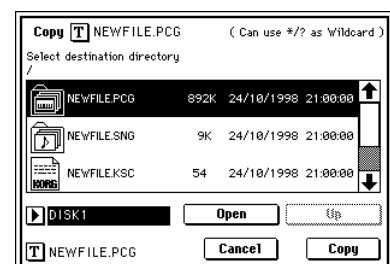 Copy T NEWFILE.PCG ( Can use */? as Wildcard )
Select destination directory
/
NEWFILE.PCG 892K 24/10/1998 21:00:00
NEWFILE.SNG 9K 24/10/1998 21:00:00
KORG NEWFILE.KSC 54 24/10/1998 21:00:00
DISK1 Open Up
T NEWFILE.PCG Cancel Copy